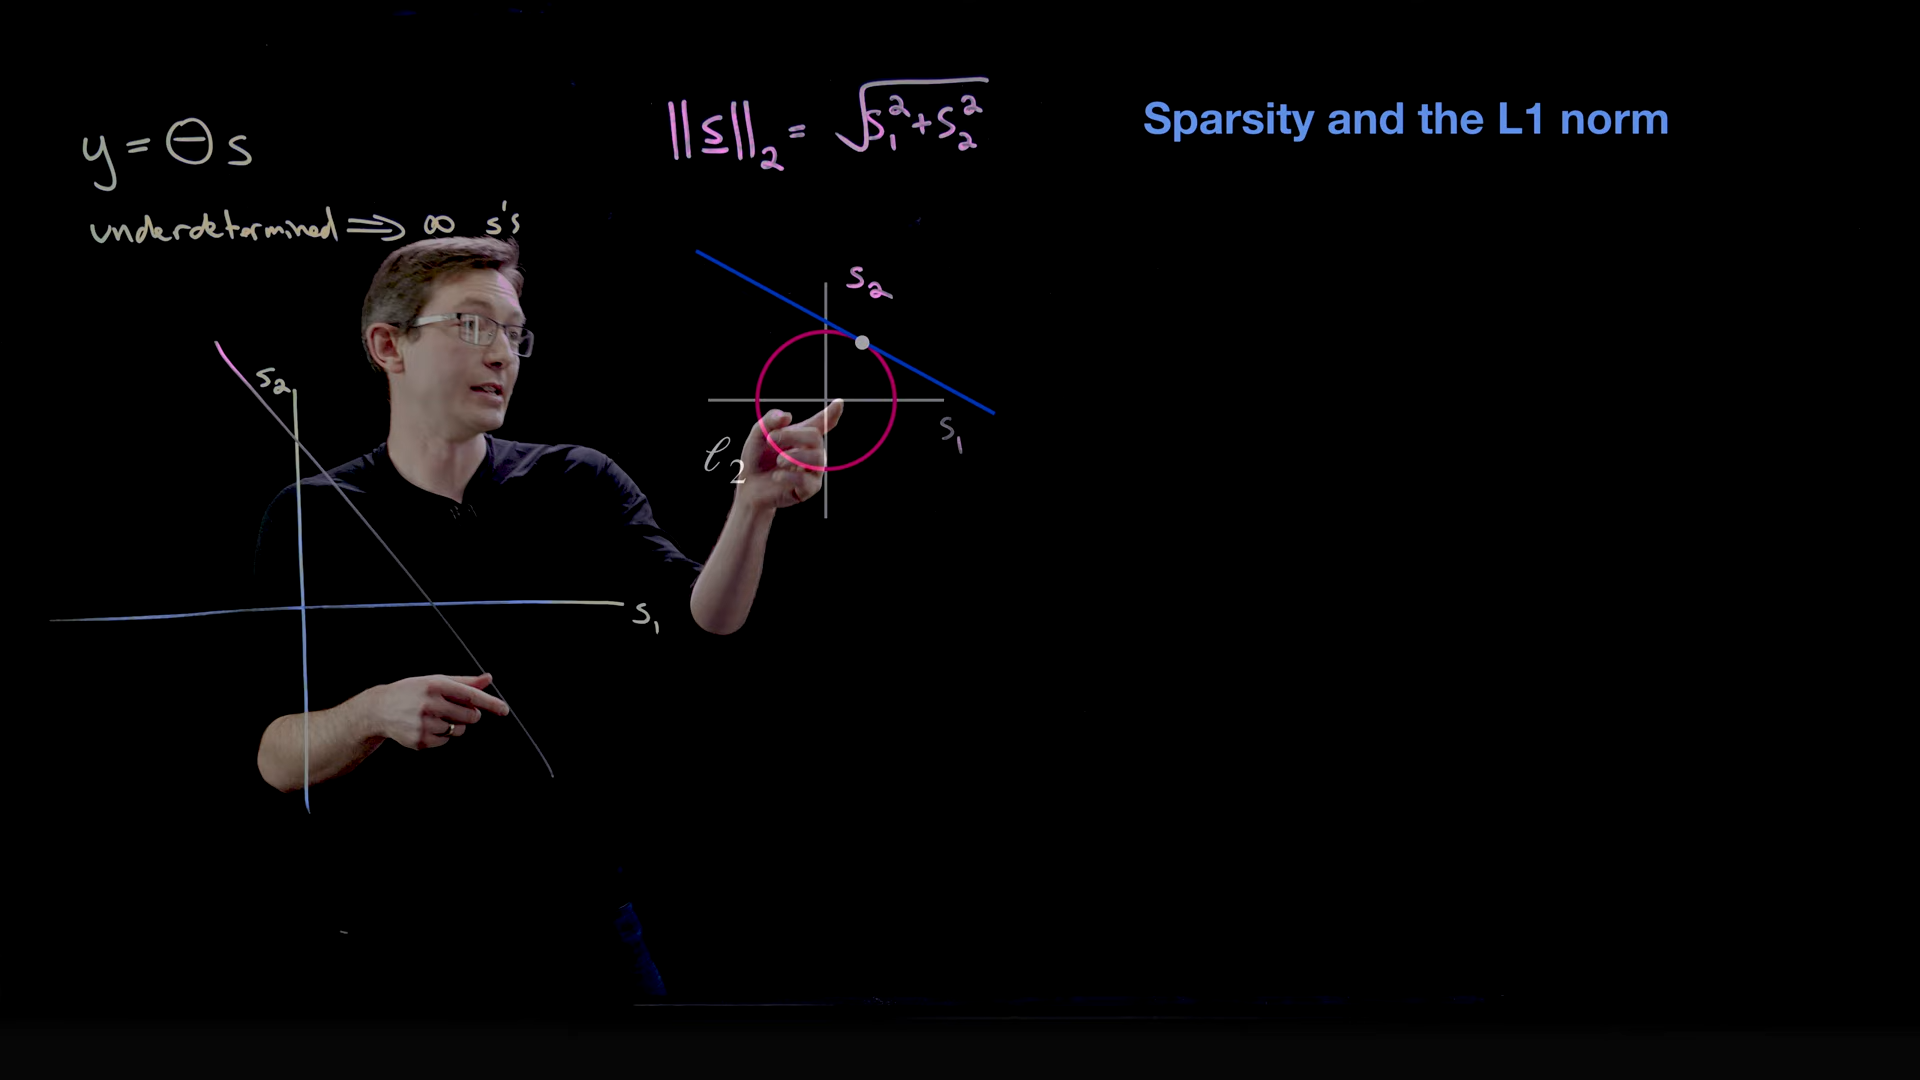 y = Θ s
underdetermined ⟹ ∞ s's
‖s‖₂ = √(s₁² + s₂²)
Sparsity and the L1 norm
s₂
s₁
ℓ₂
s₂
s₁